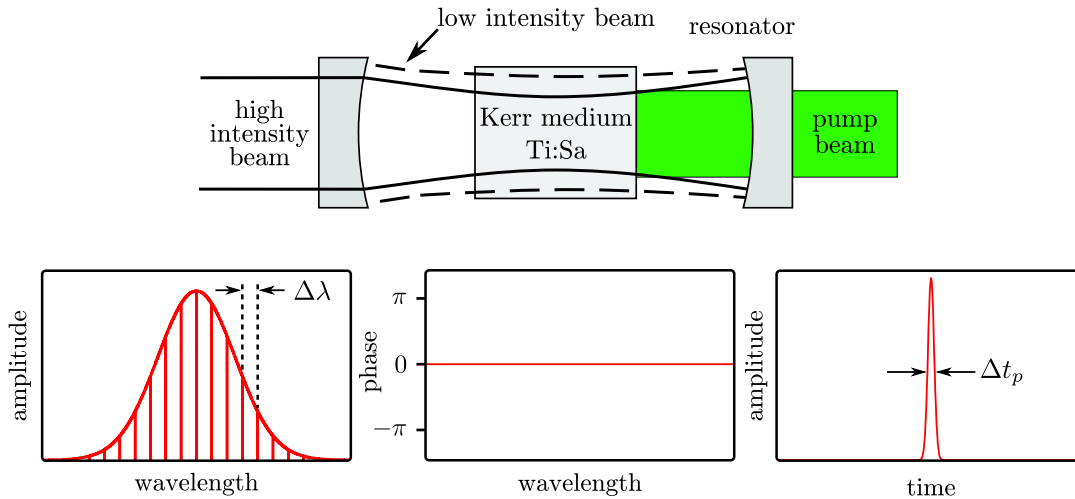 low intensity beam
resonator
high
intensity
beam
Kerr medium
Ti:Sa
pump
beam
amplitude
Δλ
wavelength
phase
π
0
−π
wavelength
amplitude
Δtₚ
time